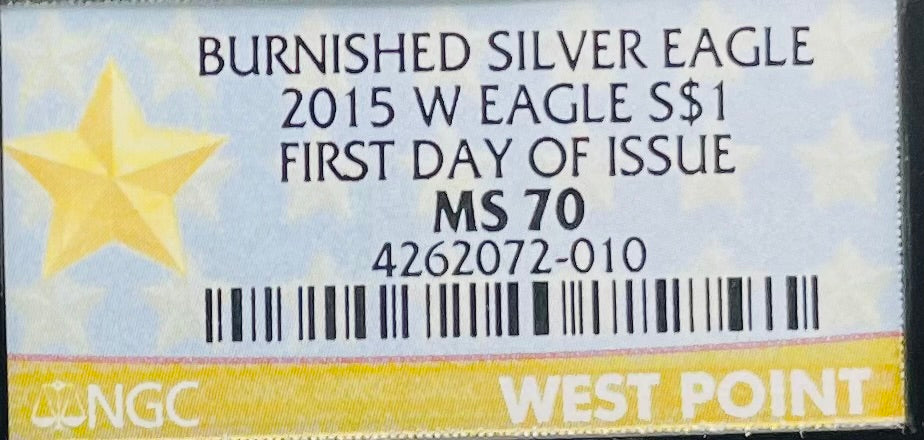 BURNISHED SILVER EAGLE
2015 W EAGLE S$1
FIRST DAY OF ISSUE
MS 70
4262072-010
NGC
WEST POINT